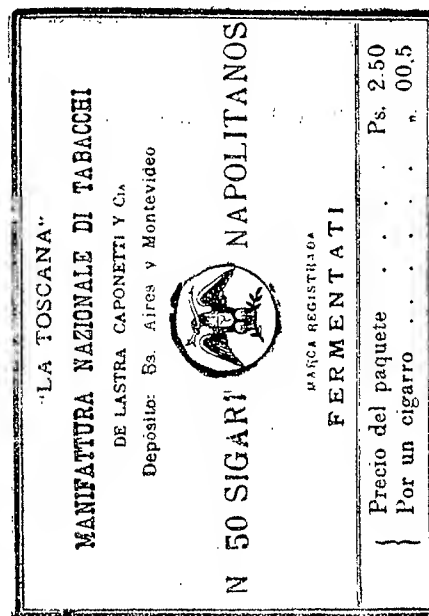 "LA TOSCANA"
MANIFATTURA NAZIONALE DI TABACCHI
DE LASTRA CAPONETTI Y CIA
Depósito: Bs. Aires y Montevideo
N 50 SIGARI NAPOLITANOS
MARCA REGISTRADA
FERMENTATI
Precio del paquete . . . . Ps. 2.50
Por un cigarro . . . . . . „ 00,5